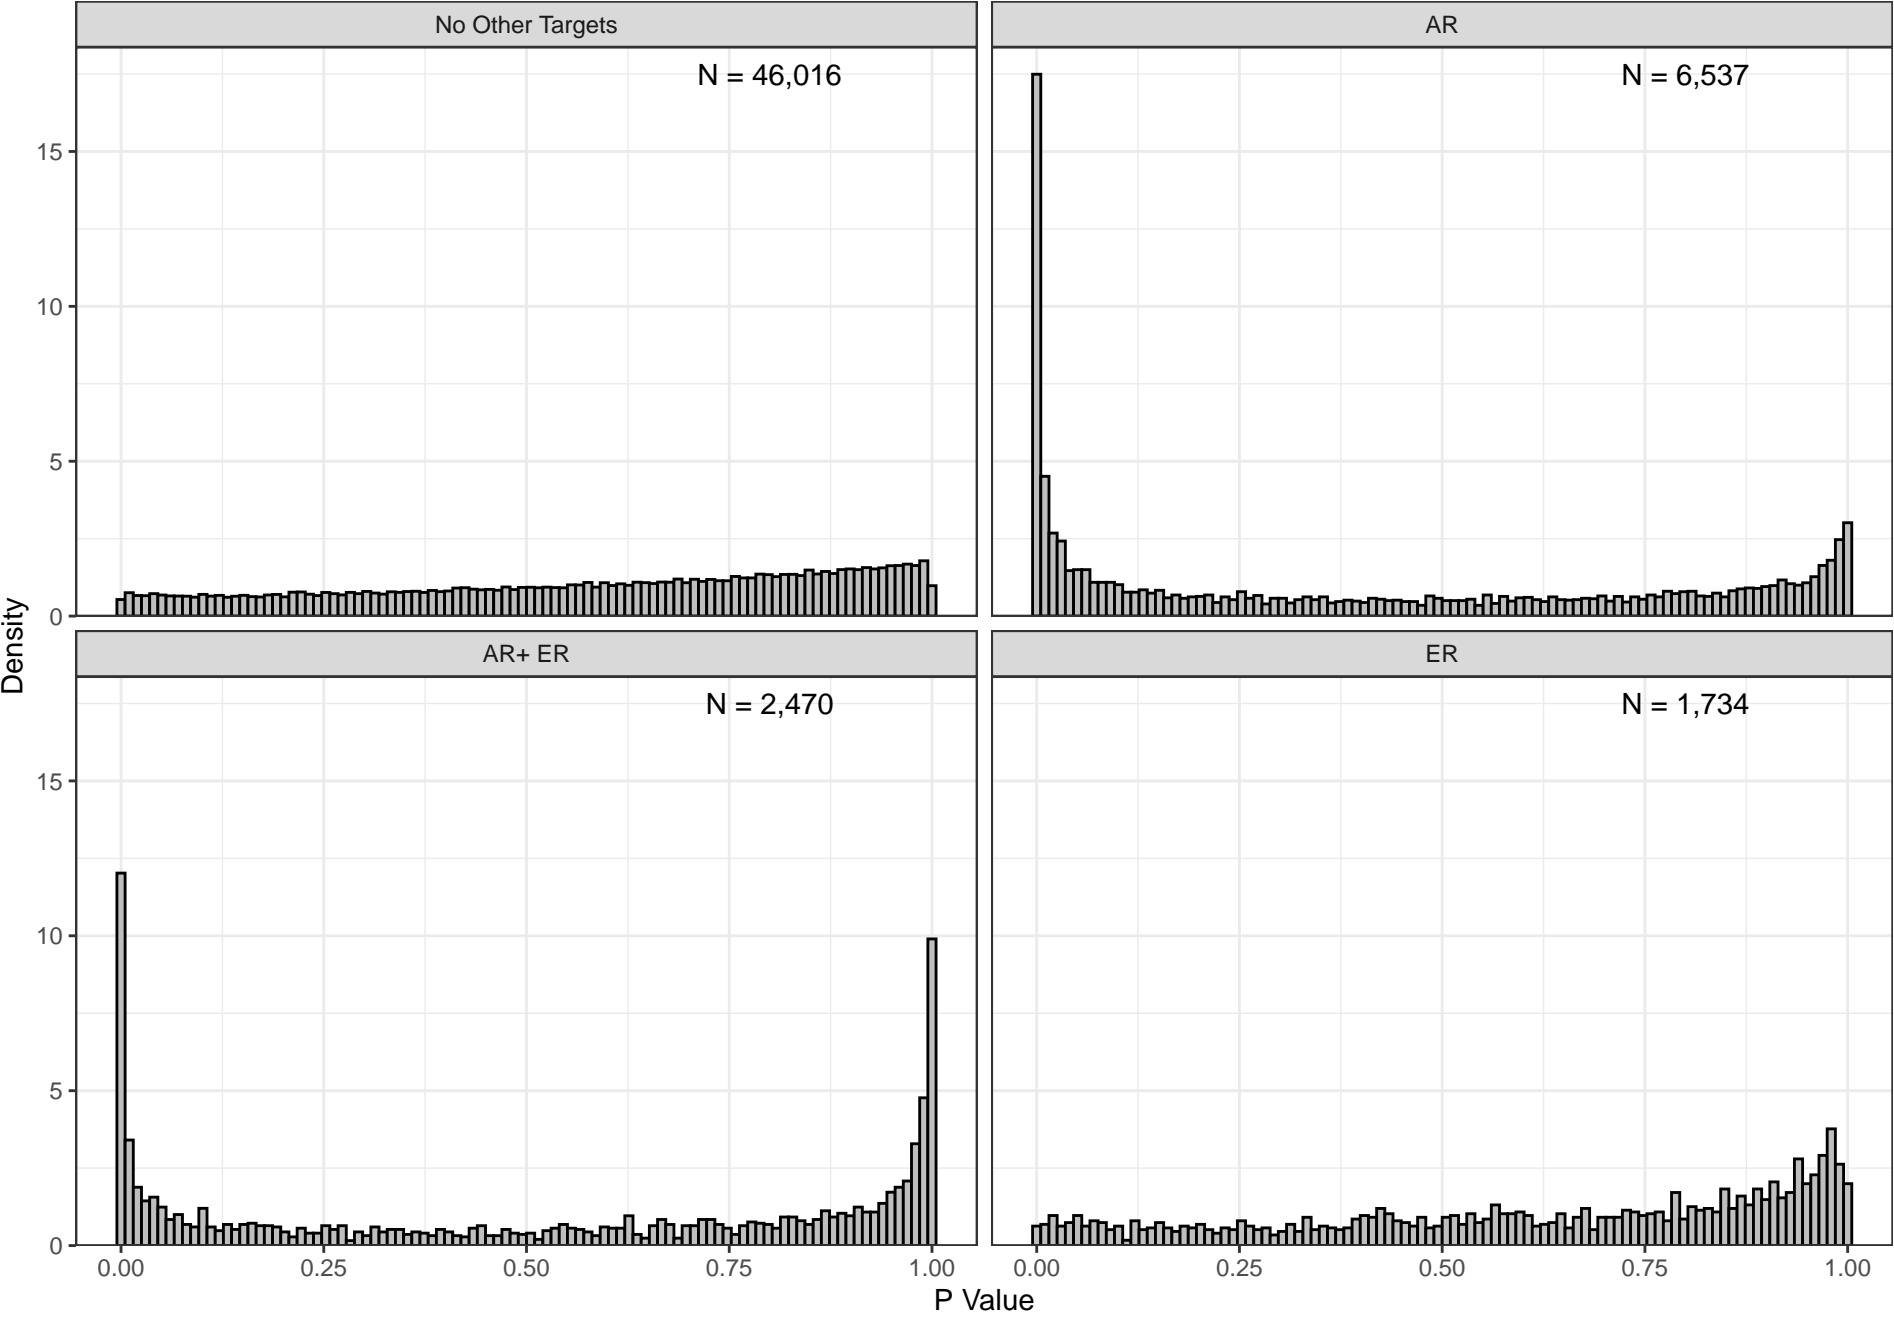 No Other Targets
AR
N = 46,016
N = 6,537
15
10
5
0
AR+ ER
ER
N = 2,470
N = 1,734
15
10
5
0
0.00 0.25 0.50 0.75 1.00
0.00 0.25 0.50 0.75 1.00
P Value
Density